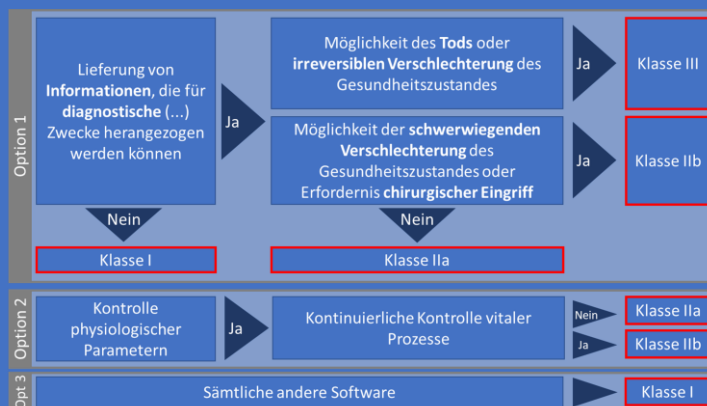 Option 1
Lieferung von
Informationen, die für
diagnostische (...)
Zwecke herangezogen
werden können
Ja
Möglichkeit des Tods oder
irreversiblen Verschlechterung des
Gesundheitszustandes
Ja
Klasse III
Möglichkeit der schwerwiegenden
Verschlechterung des
Gesundheitszustandes oder
Erfordernis chirurgischer Eingriff
Ja
Klasse IIb
Nein
Nein
Klasse I
Klasse IIa
Option 2
Kontrolle
physiologischer
Parametern
Ja
Kontinuierliche Kontrolle vitaler
Prozesse
Nein
Klasse IIa
Ja
Klasse IIb
Opt 3
Sämtliche andere Software
Klasse I